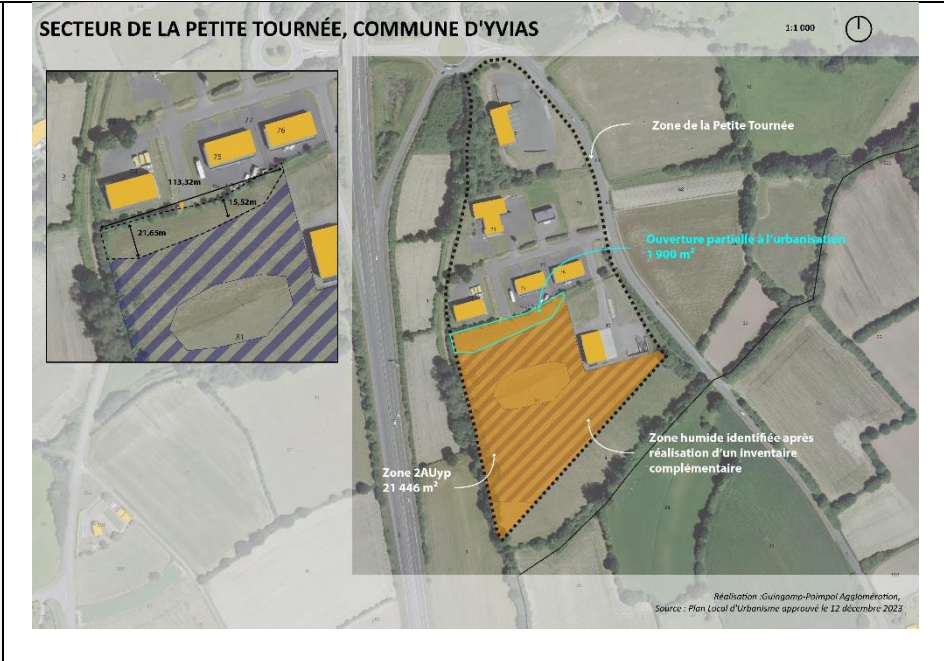 SECTEUR DE LA PETITE TOURNÉE, COMMUNE D'YVIAS
1:1 000
77
76
75
113,32m
15,52m
21,65m
81
Zone de la Petite Tournée
Ouverture partielle à l'urbanisation
1 900 m²
Zone humide identifiée après
réalisation d'un inventaire
complémentaire
Zone 2AUyp
21 446 m²
Réalisation :Guingamp-Paimpol Agglomération,
Source : Plan Local d'Urbanisme approuvé le 12 décembre 2023